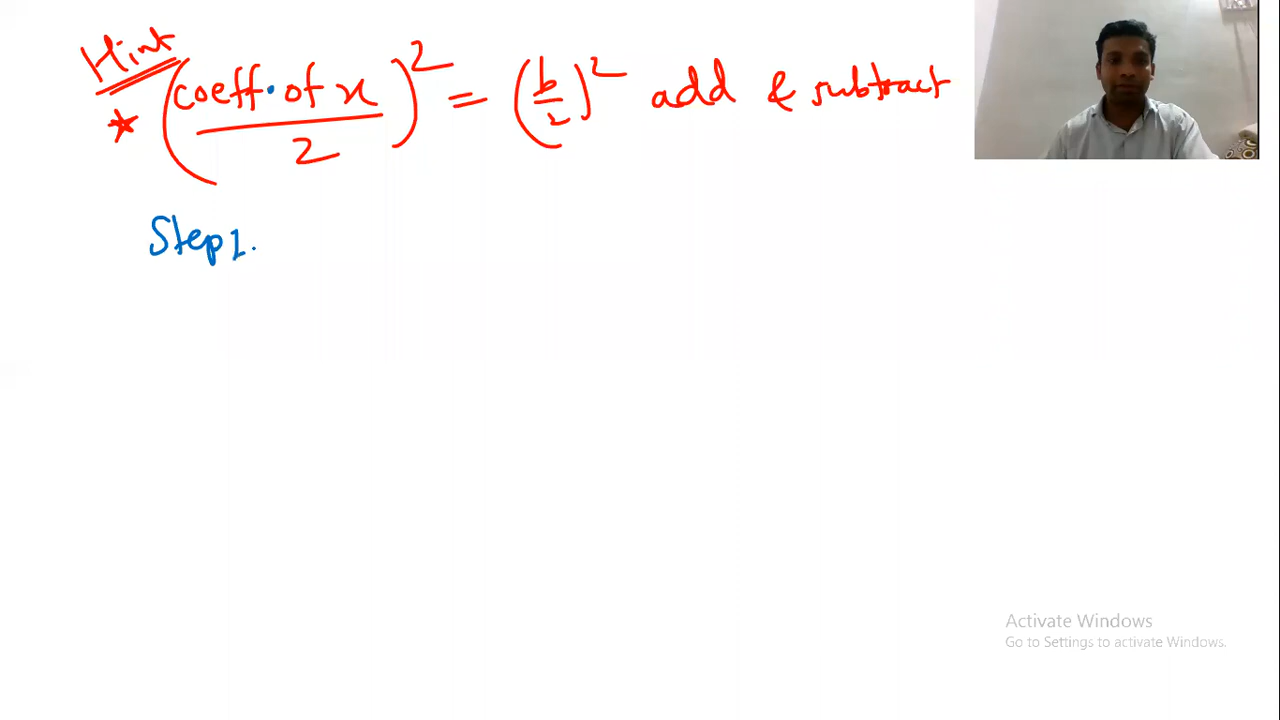 Hint
* (coeff. of x / 2)² = (b/2)² add & subtract
Step 1.
Activate Windows
Go to Settings to activate Windows.